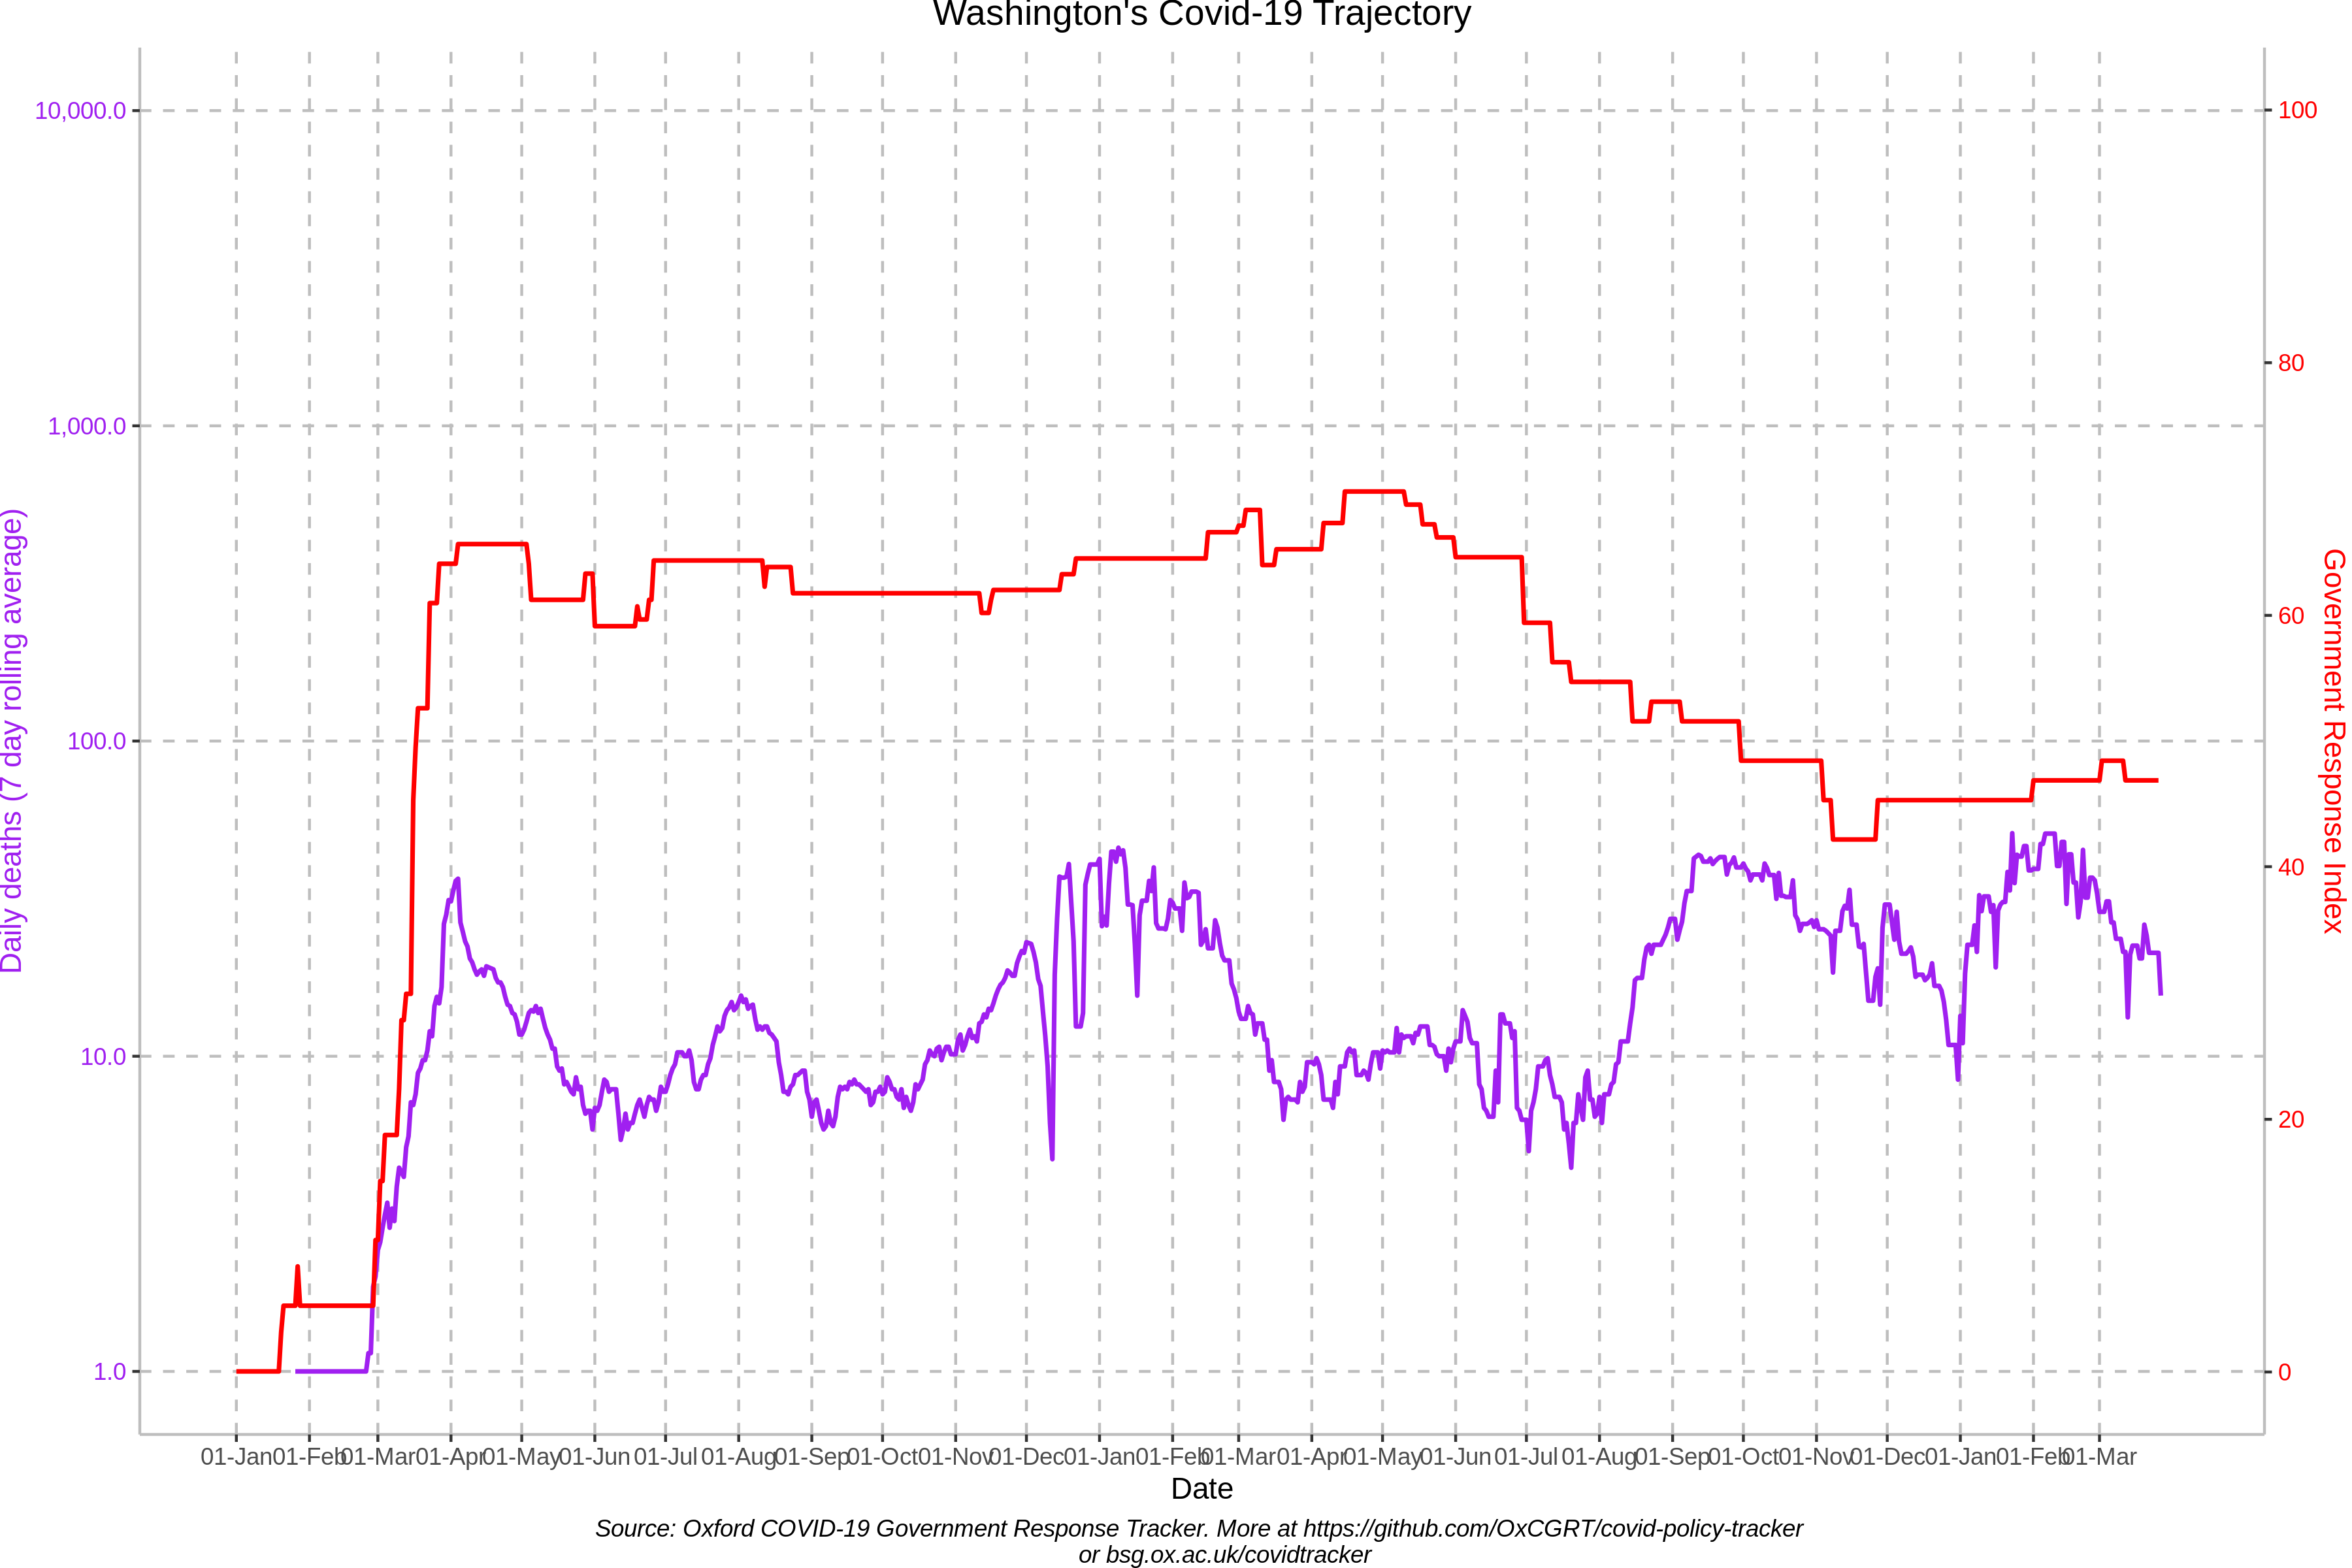 Washington's Covid-19 Trajectory
10,000.0
1,000.0
100.0
10.0
1.0
Daily deaths (7 day rolling average)
100
80
60
40
20
0
Government Response Index
01-Jan 01-Feb 01-Mar 01-Apr 01-May 01-Jun 01-Jul 01-Aug 01-Sep 01-Oct 01-Nov 01-Dec 01-Jan 01-Feb 01-Mar 01-Apr 01-May 01-Jun 01-Jul 01-Aug 01-Sep 01-Oct 01-Nov 01-Dec 01-Jan 01-Feb 01-Mar
Date
Source: Oxford COVID-19 Government Response Tracker. More at https://github.com/OxCGRT/covid-policy-tracker
or bsg.ox.ac.uk/covidtracker